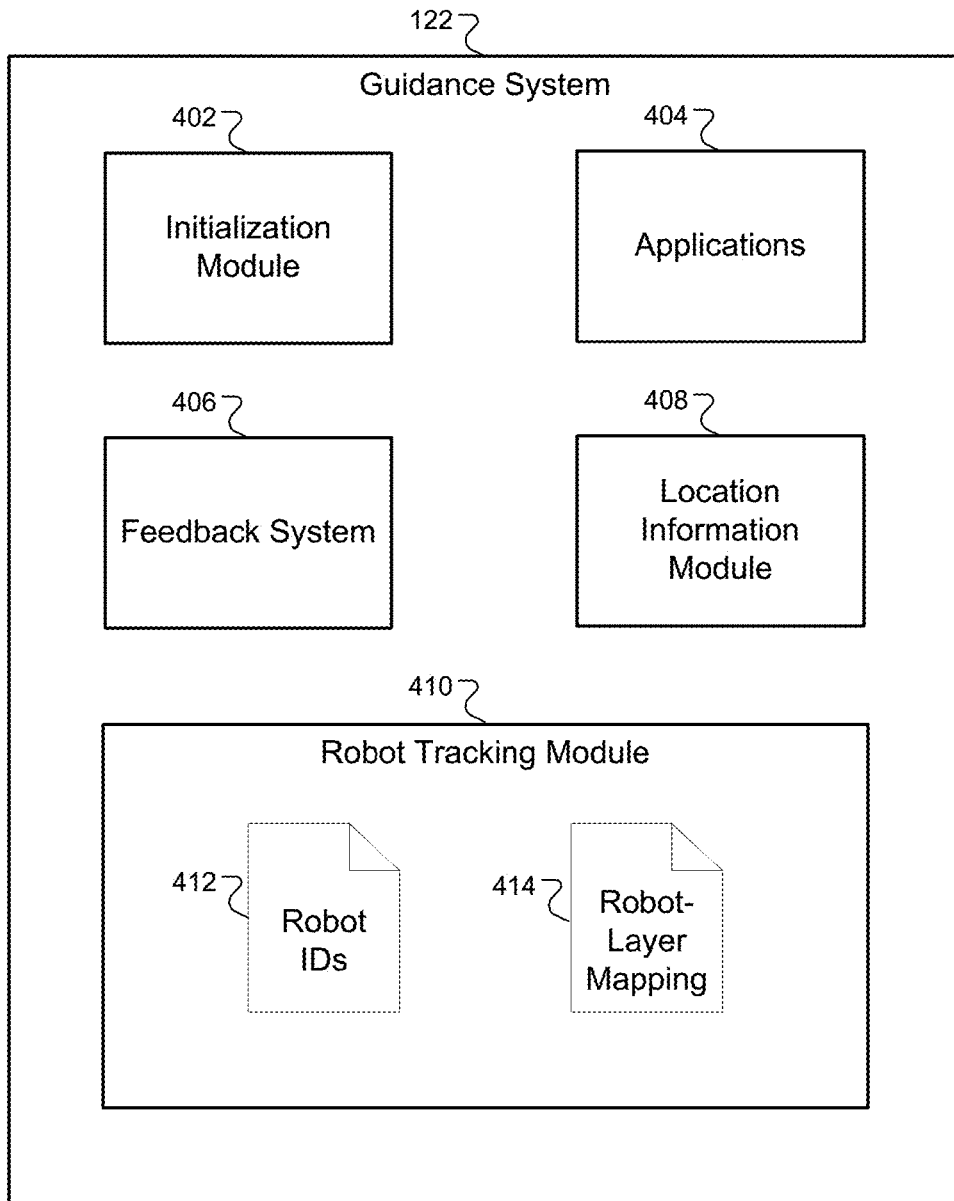 122
Guidance System
402
404
Initialization
Module
Applications
406
408
Feedback System
Location
Information
Module
410
Robot Tracking Module
412
Robot
IDs
414
Robot-
Layer
Mapping